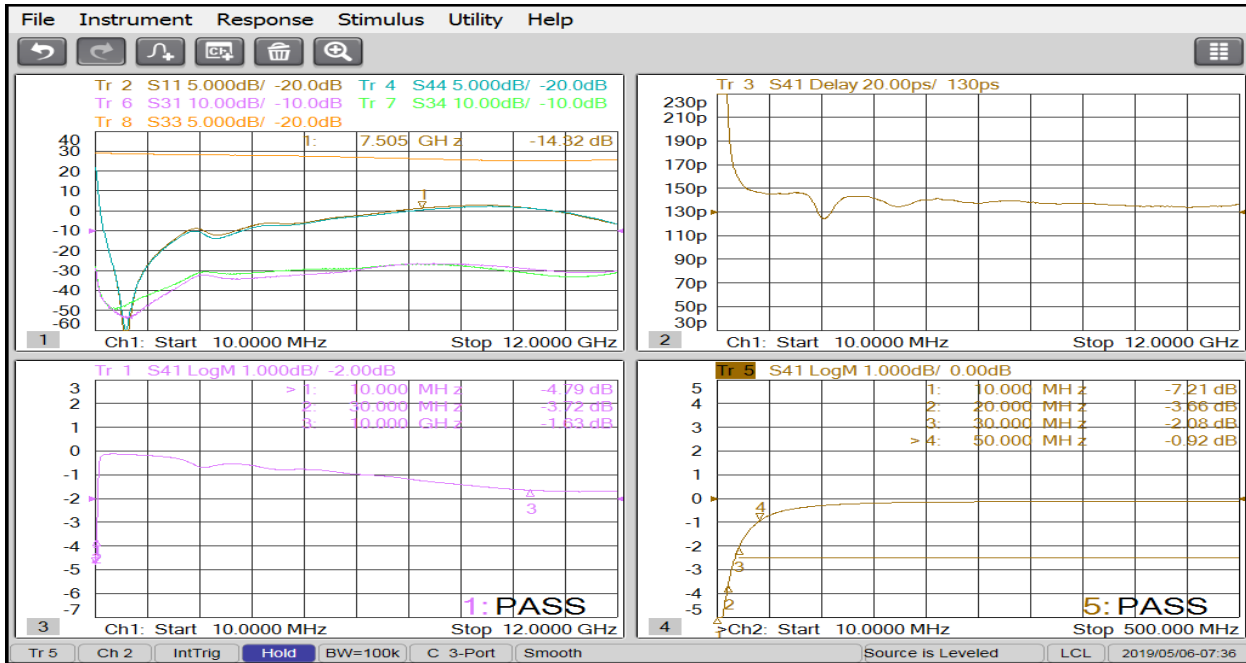 File Instrument Response Stimulus Utility Help
Tr 2 S11 5.000dB/ -20.0dB Tr 4 S44 5.000dB/ -20.0dB
Tr 6 S31 10.00dB/ -10.0dB Tr 7 S34 10.00dB/ -10.0dB
Tr 8 S33 5.000dB/ -20.0dB
1: 7.505 GHz -14.32 dB
40
30
20
10
0
-10
-20
-30
-40
-50
-60
1
1 Ch1: Start 10.0000 MHz Stop 12.0000 GHz
Tr 3 S41 Delay 20.00ps/ 130ps
230p
210p
190p
170p
150p
130p
110p
90p
70p
50p
30p
2 Ch1: Start 10.0000 MHz Stop 12.0000 GHz
Tr 1 S41 LogM 1.000dB/ -2.00dB
> 1: 10.000 MHz -4.79 dB
2: 30.000 MHz -3.72 dB
3: 10.000 GHz -1.63 dB
3
2
1
0
-1
-2
-3
-4
-5
-6
-7
3
1: PASS
3 Ch1: Start 10.0000 MHz Stop 12.0000 GHz
Tr 5 S41 LogM 1.000dB/ 0.00dB
1: 10.000 MHz -7.21 dB
2: 20.000 MHz -3.66 dB
3: 30.000 MHz -2.08 dB
> 4: 50.000 MHz -0.92 dB
5
4
3
2
1
0
-1
-2
-3
-4
-5
4
3
2
1
5: PASS
4 >Ch2: Start 10.0000 MHz Stop 500.000 MHz
Tr 5 Ch 2 IntTrig Hold BW=100k C 3-Port Smooth Source is Leveled LCL 2019/05/06-07:36